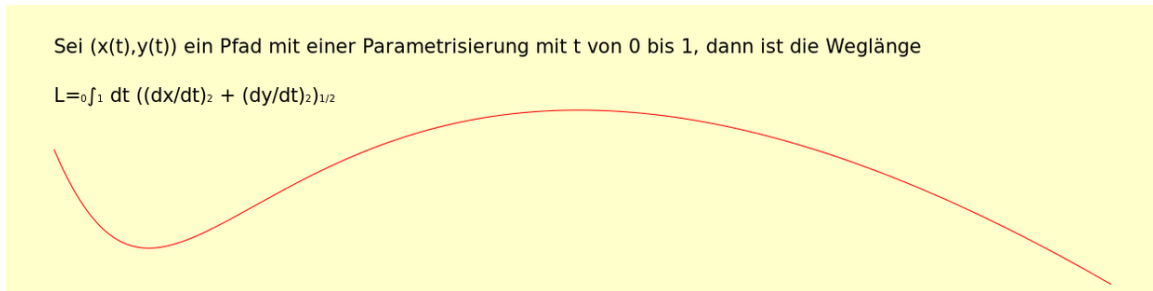 Sei (x(t),y(t)) ein Pfad mit einer Parametrisierung mit t von 0 bis 1, dann ist die Weglänge
L=₀∫₁ dt ((dx/dt)₂ + (dy/dt)₂)₁/₂